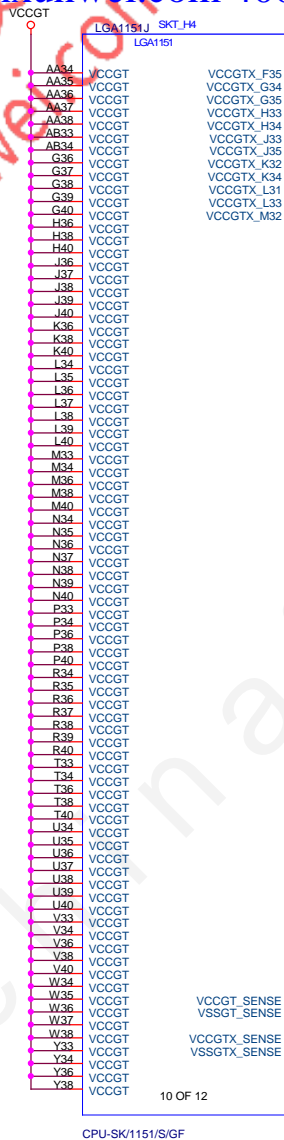 VCCGT
LGA1151J SKT_H4
LGA1151
AA34 VCCGT VCCGTX_F35
AA35 VCCGT VCCGTX_G34
AA36 VCCGT VCCGTX_G35
AA37 VCCGT VCCGTX_H33
AA38 VCCGT VCCGTX_H34
AB33 VCCGT VCCGTX_J33
AB34 VCCGT VCCGTX_J35
G36 VCCGT VCCGTX_K32
G37 VCCGT VCCGTX_K34
G38 VCCGT VCCGTX_L31
G39 VCCGT VCCGTX_L33
G40 VCCGT VCCGTX_M32
H36 VCCGT
H38 VCCGT
H40 VCCGT
J36 VCCGT
J37 VCCGT
J38 VCCGT
J39 VCCGT
J40 VCCGT
K36 VCCGT
K38 VCCGT
K40 VCCGT
L34 VCCGT
L35 VCCGT
L36 VCCGT
L37 VCCGT
L38 VCCGT
L39 VCCGT
L40 VCCGT
M33 VCCGT
M34 VCCGT
M36 VCCGT
M38 VCCGT
M40 VCCGT
N34 VCCGT
N35 VCCGT
N36 VCCGT
N37 VCCGT
N38 VCCGT
N39 VCCGT
N40 VCCGT
P33 VCCGT
P34 VCCGT
P36 VCCGT
P38 VCCGT
P40 VCCGT
R34 VCCGT
R35 VCCGT
R36 VCCGT
R37 VCCGT
R38 VCCGT
R39 VCCGT
R40 VCCGT
T33 VCCGT
T34 VCCGT
T36 VCCGT
T38 VCCGT
T40 VCCGT
U34 VCCGT
U35 VCCGT
U36 VCCGT
U37 VCCGT
U38 VCCGT
U39 VCCGT
U40 VCCGT
V33 VCCGT
V34 VCCGT
V36 VCCGT
V38 VCCGT
V40 VCCGT
W34 VCCGT
W35 VCCGT VCCGT_SENSE
W36 VCCGT VSSGT_SENSE
W37 VCCGT
W38 VCCGT VCCGTX_SENSE
Y33 VCCGT VSSGTX_SENSE
Y34 VCCGT
Y36 VCCGT
Y38 VCCGT 10 OF 12
CPU-SK/1151/S/GF